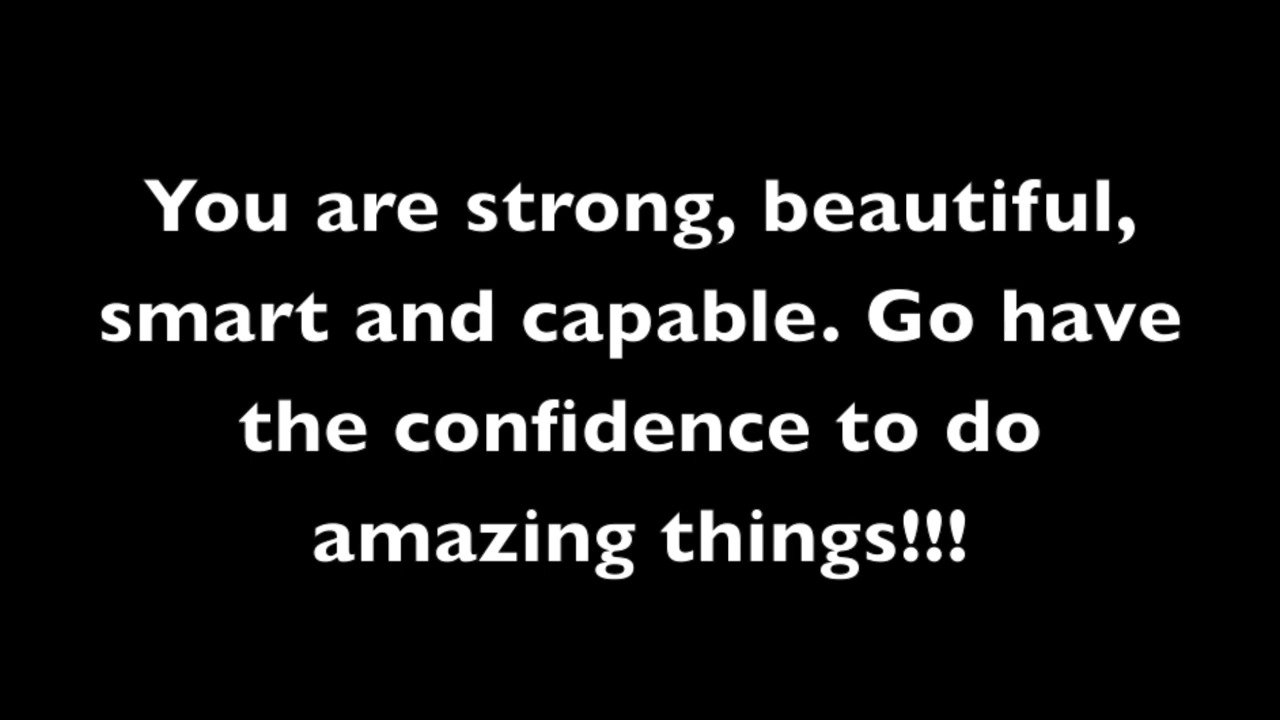 You are strong, beautiful,
smart and capable. Go have
the confidence to do
amazing things!!!